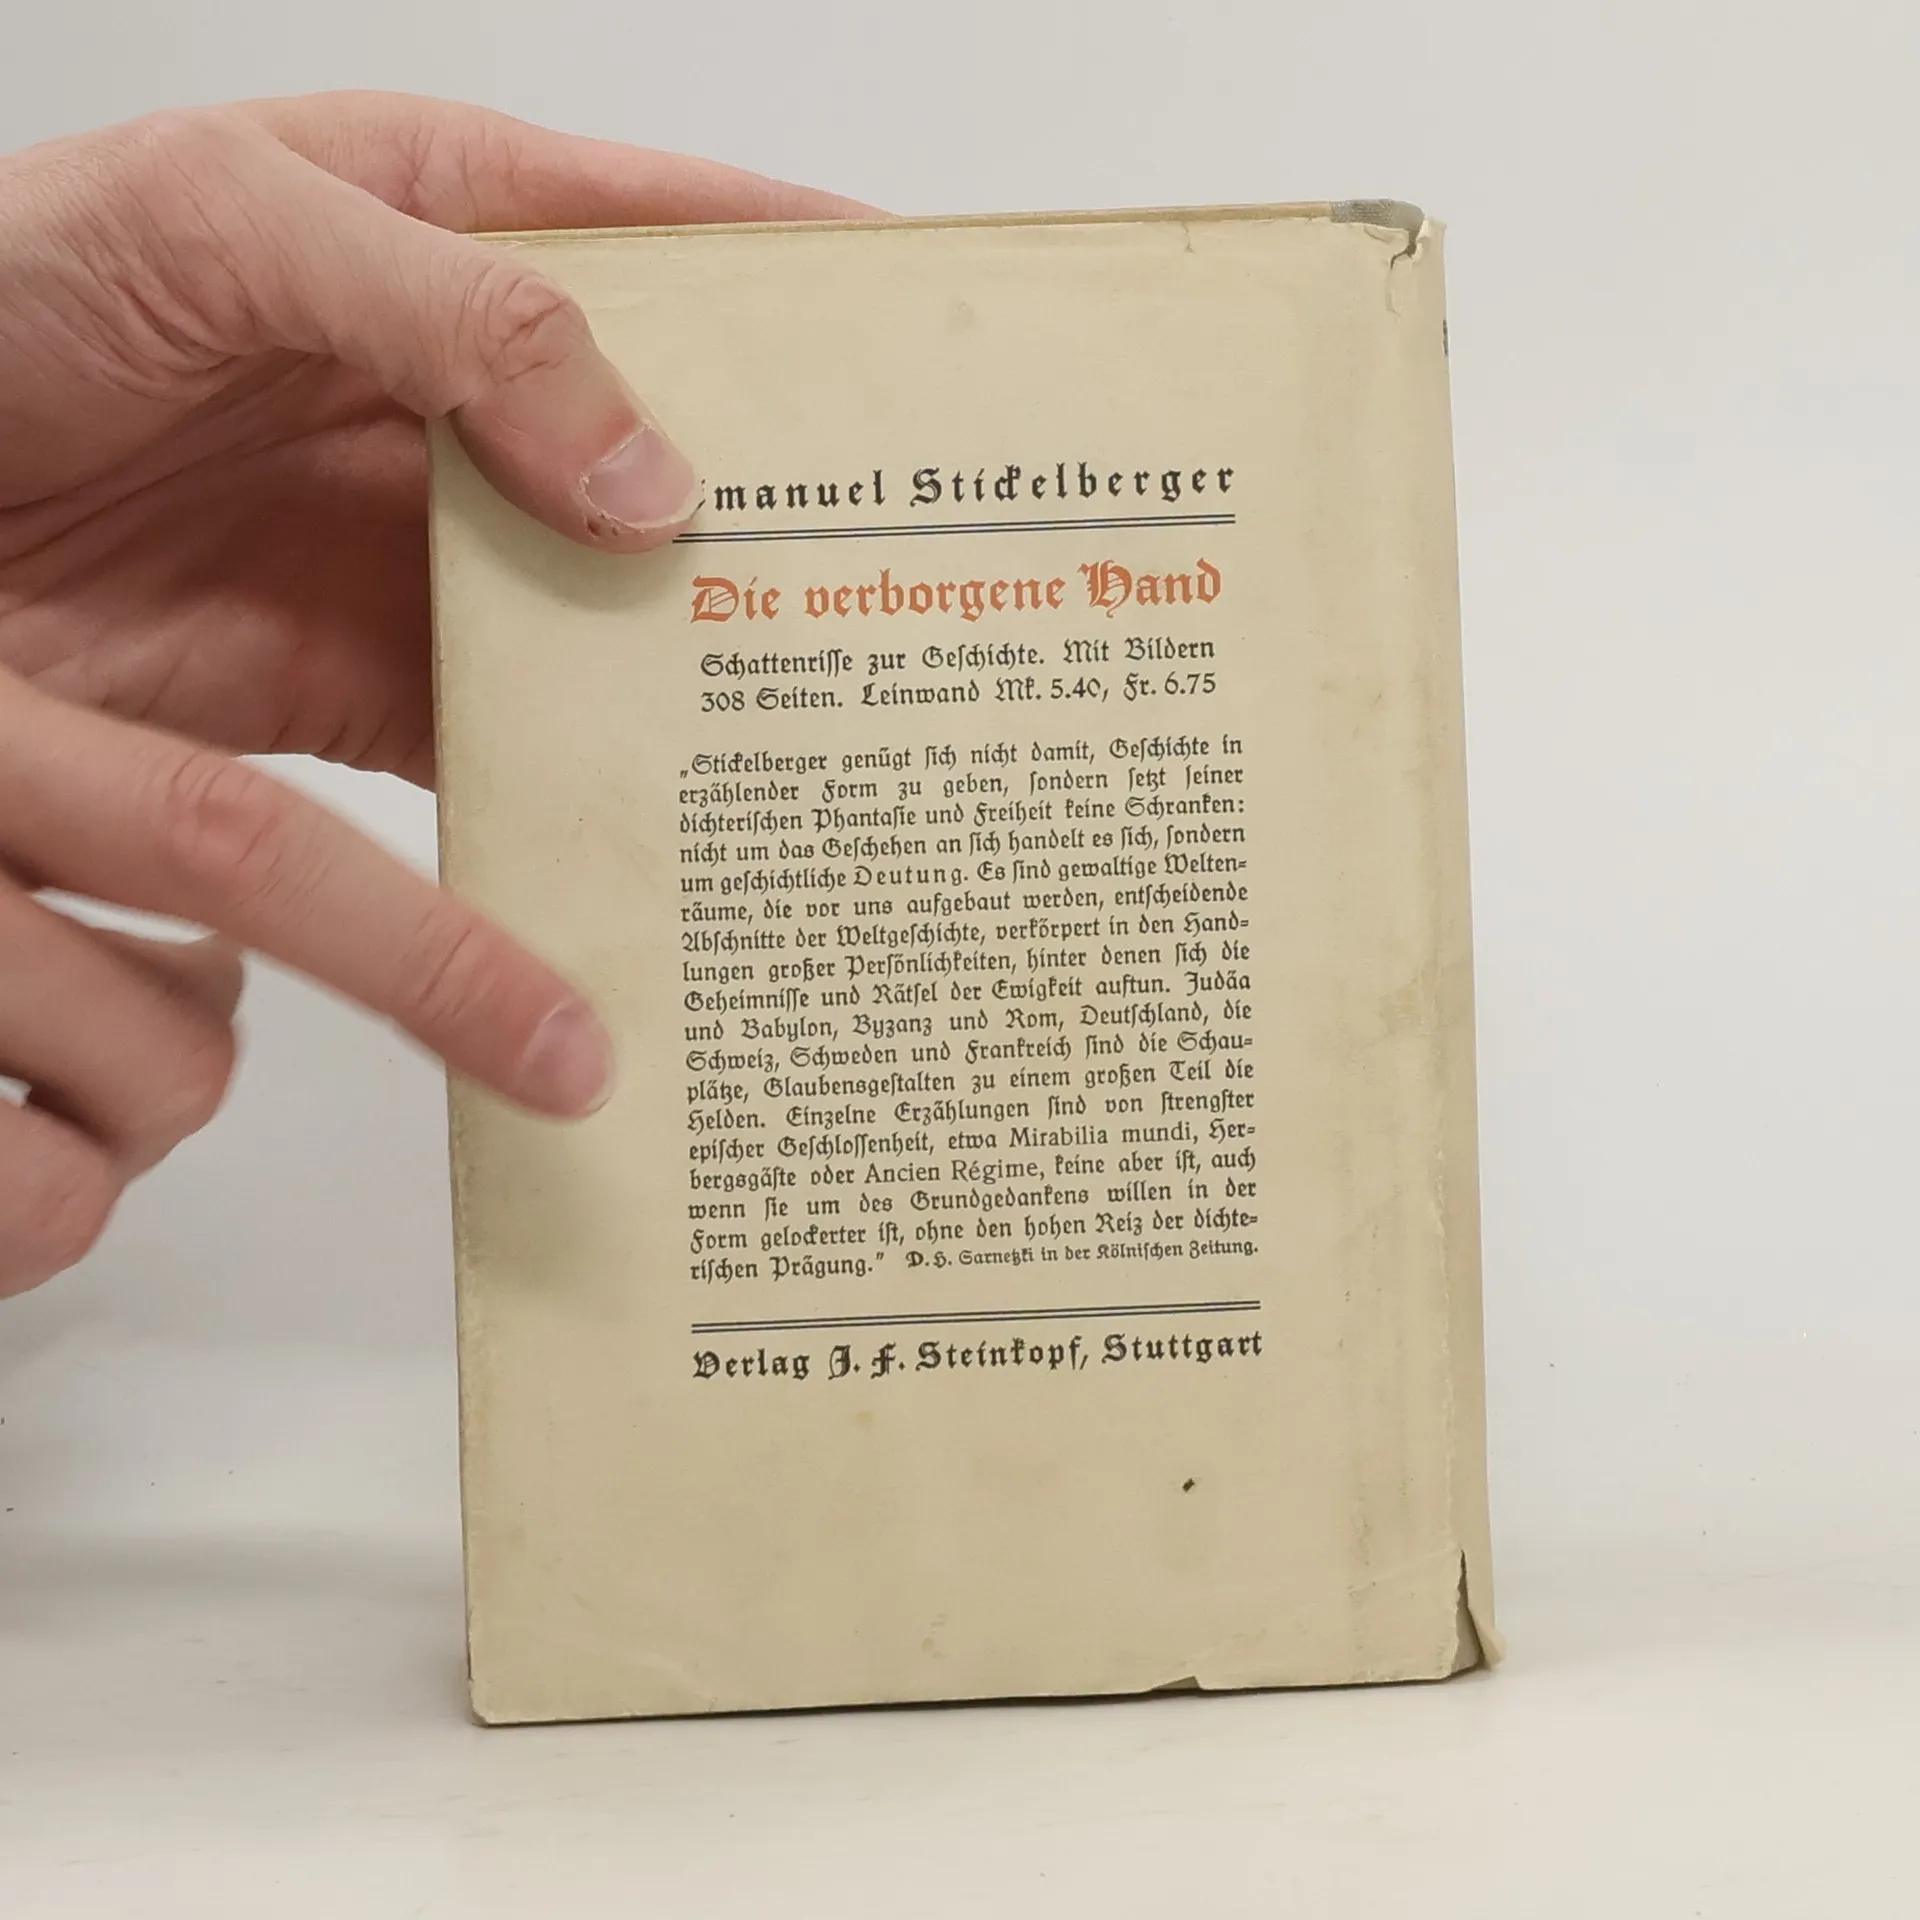 manuel Stickelberger
Die verborgene Hand
Schattenrisse zur Geschichte. Mit Bildern
308 Seiten. Leinwand Mk. 5.40, Fr. 6.75
„Stickelberger genügt sich nicht damit, Geschichte in
erzählender Form zu geben, sondern setzt seiner
dichterischen Phantasie und Freiheit keine Schranken:
nicht um das Geschehen an sich handelt es sich, sondern
um geschichtliche Deutung. Es sind gewaltige Welten-
räume, die vor uns aufgebaut werden, entscheidende
Abschnitte der Weltgeschichte, verkörpert in den Hand-
lungen großer Persönlichkeiten, hinter denen sich die
Geheimnisse und Rätsel der Ewigkeit auftun. Judäa
und Babylon, Byzanz und Rom, Deutschland, die
Schweiz, Schweden und Frankreich sind die Schau-
plätze, Glaubensgestalten zu einem großen Teil die
Helden. Einzelne Erzählungen sind von strengster
epischer Geschlossenheit, etwa Mirabilia mundi, Her-
bergsgäste oder Ancien Régime, keine aber ist, auch
wenn sie um des Grundgedankens willen in der
Form gelockerter ist, ohne den hohen Reiz der dichte-
rischen Prägung.” D. H. Sarnetzki in der Kölnischen Zeitung.
Verlag J. F. Steinkopf, Stuttgart